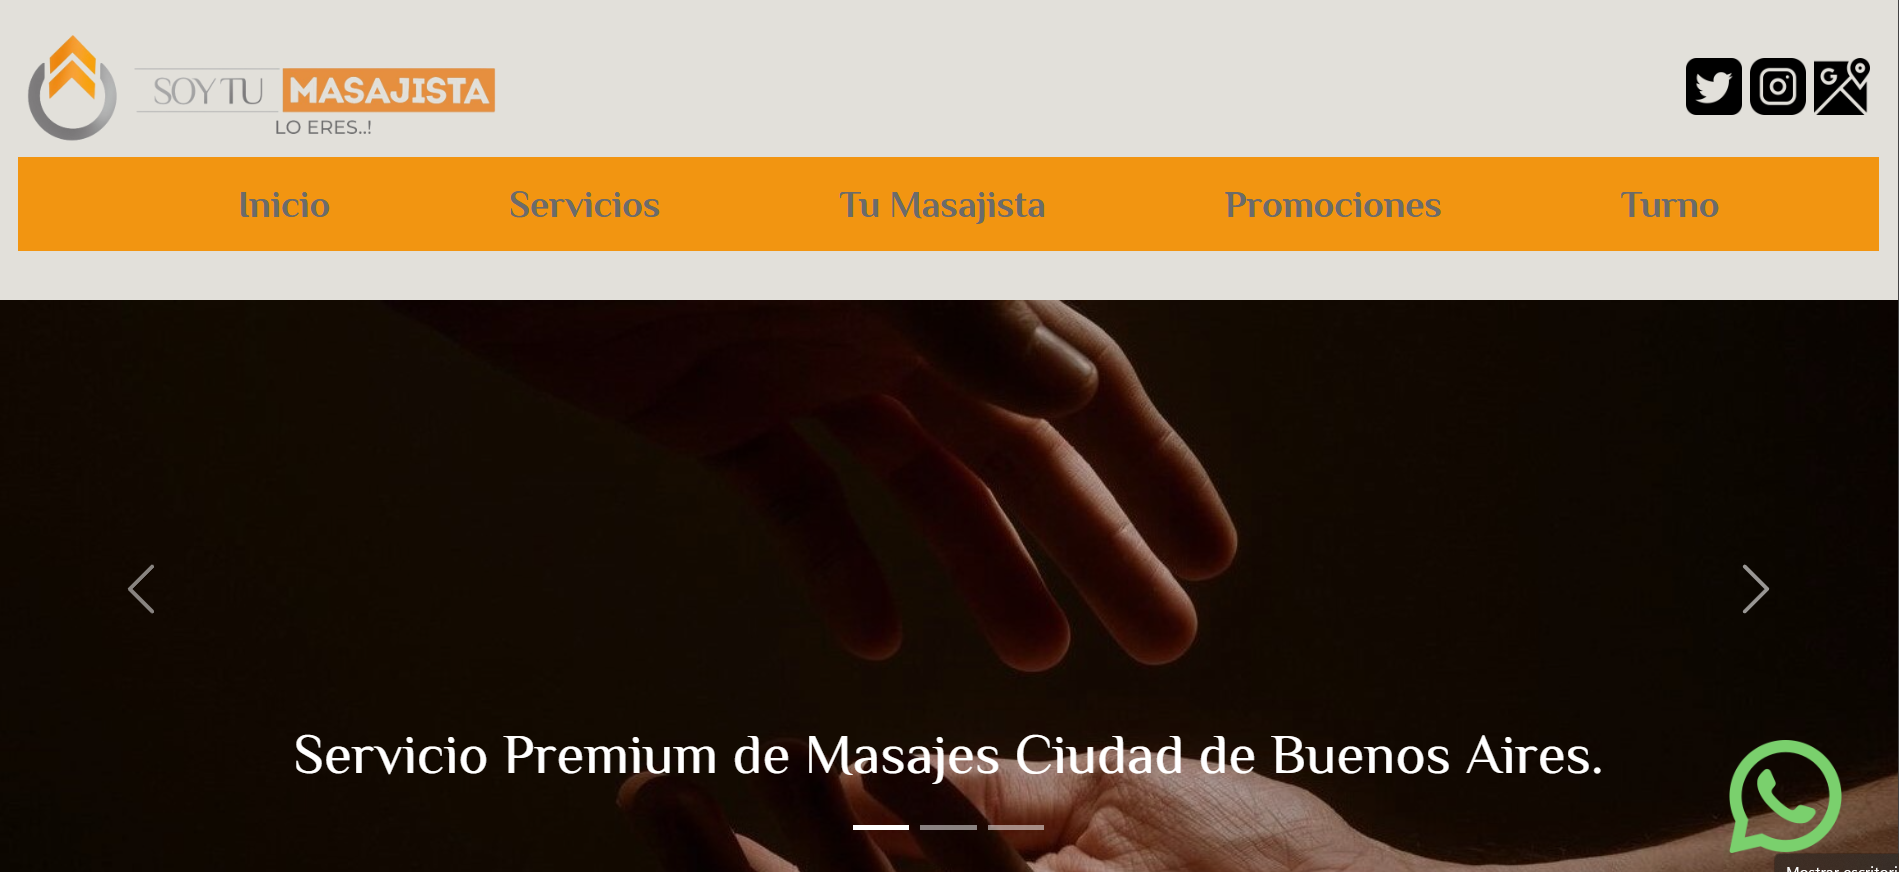 SOY TU MASAJISTA
LO ERES..!
Inicio Servicios Tu Masajista Promociones Turno
Servicio Premium de Masajes Ciudad de Buenos Aires.
Mostrar